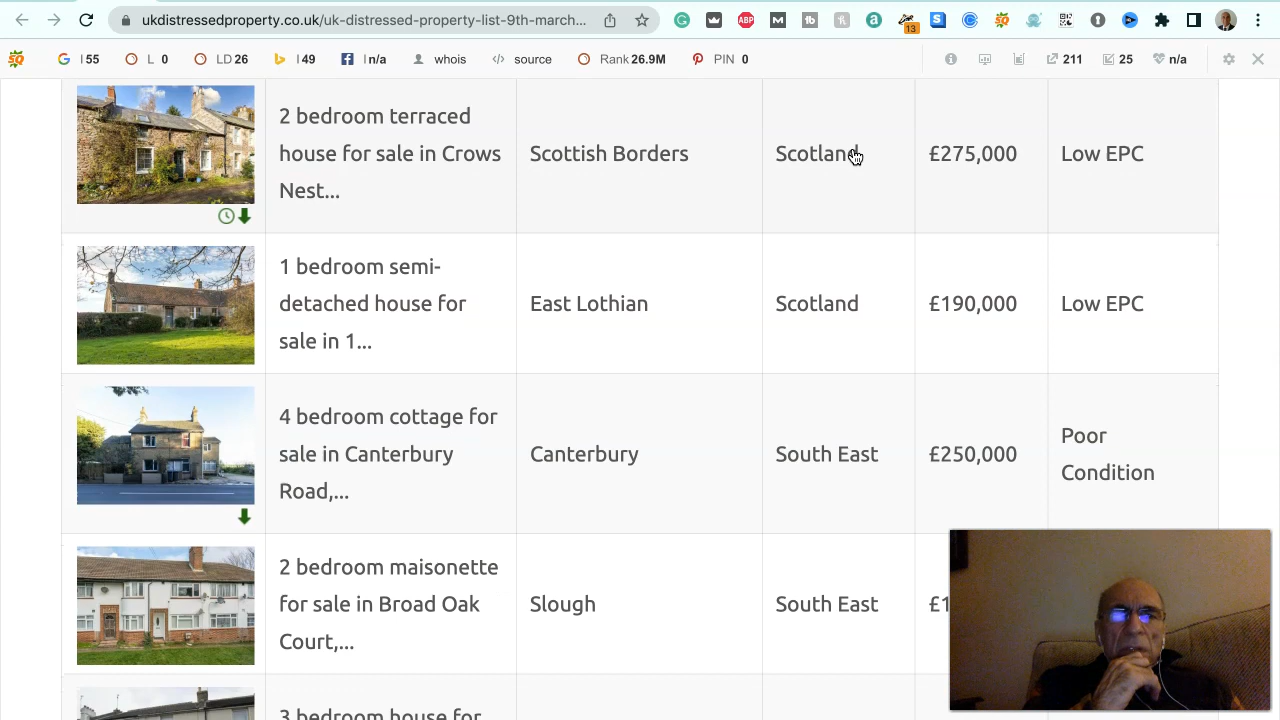 ukdistressedproperty.co.uk/uk-distressed-property-list-9th-march...
ABP
13
I 55
L 0
LD 26
I 49
I n/a
whois
source
Rank 26.9M
PIN 0
211
25
n/a
2 bedroom terraced
house for sale in Crows
Nest...
Scottish Borders
Scotland
£275,000
Low EPC
1 bedroom semi-
detached house for
sale in 1...
East Lothian
Scotland
£190,000
Low EPC
4 bedroom cottage for
sale in Canterbury
Road,...
Canterbury
South East
£250,000
Poor
Condition
2 bedroom maisonette
for sale in Broad Oak
Court,...
Slough
South East
£1
3 bedroom house for